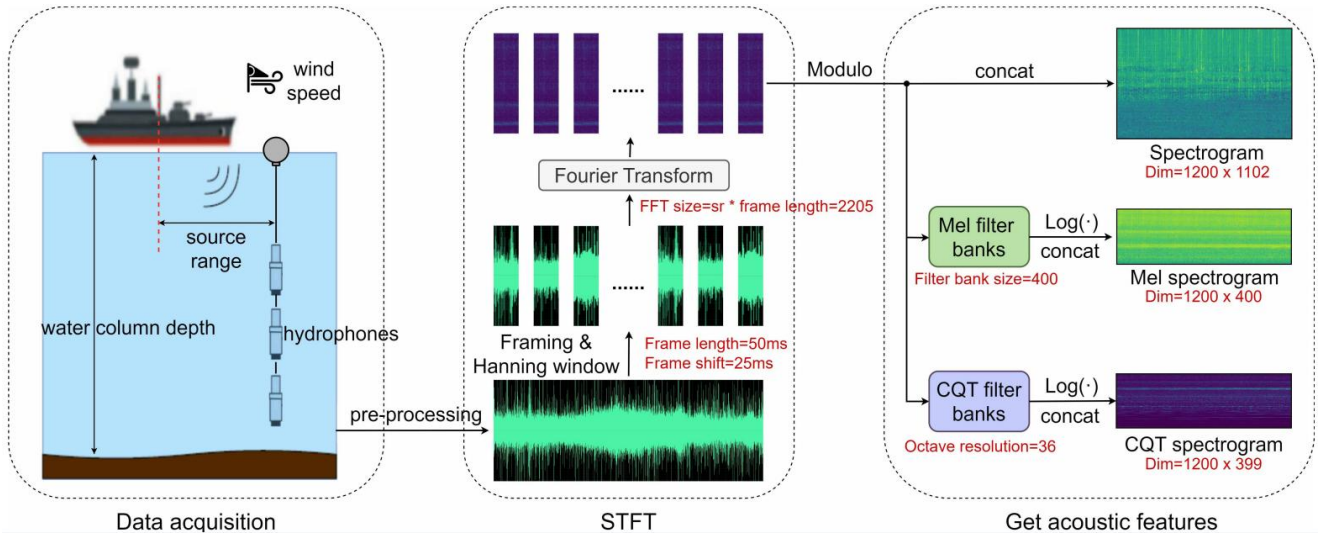 wind
speed
source
range
water column depth
hydrophones
Data acquisition
pre-processing
......
Fourier Transform
FFT size=sr * frame length=2205
......
Framing &
Hanning window
Frame length=50ms
Frame shift=25ms
STFT
Modulo
concat
Spectrogram
Dim=1200 x 1102
Mel filter
banks
Filter bank size=400
Log(·)
concat
Mel spectrogram
Dim=1200 x 400
CQT filter
banks
Octave resolution=36
Log(·)
concat
CQT spectrogram
Dim=1200 x 399
Get acoustic features